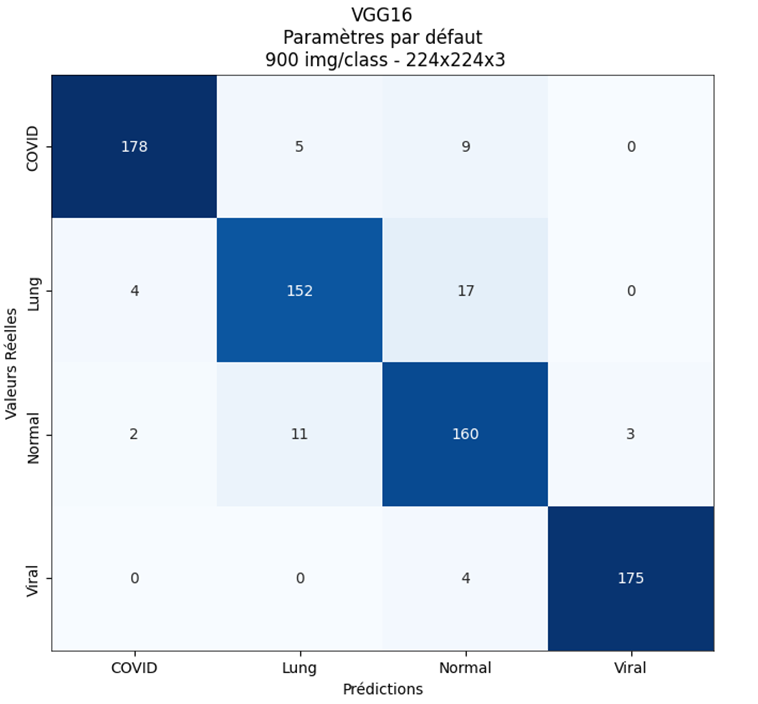 VGG16
Paramètres par défaut
900 img/class - 224x224x3
Valeurs Réelles
COVID
178
5
9
0
Lung
4
152
17
0
Normal
2
11
160
3
Viral
0
0
4
175
COVID
Lung
Normal
Viral
Prédictions